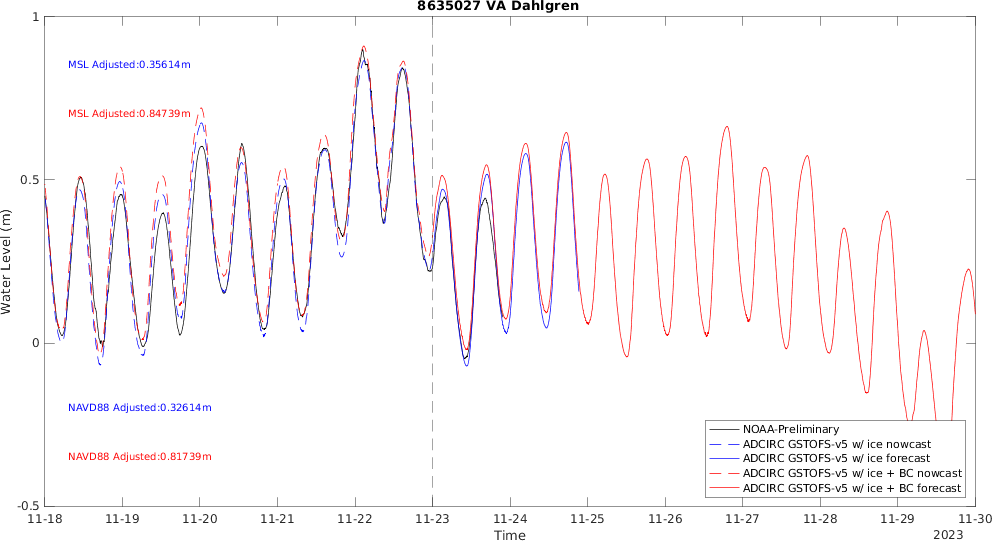 8635027 VA Dahlgren
1
MSL Adjusted:0.35614m
MSL Adjusted:0.84739m
0.5
Water Level (m)
0
NAVD88 Adjusted:0.32614m
NAVD88 Adjusted:0.81739m
NOAA-Preliminary
ADCIRC GSTOFS-v5 w/ ice nowcast
ADCIRC GSTOFS-v5 w/ ice forecast
ADCIRC GSTOFS-v5 w/ ice + BC nowcast
ADCIRC GSTOFS-v5 w/ ice + BC forecast
-0.5
11-18 11-19 11-20 11-21 11-22 11-23 11-24 11-25 11-26 11-27 11-28 11-29 11-30
Time
2023